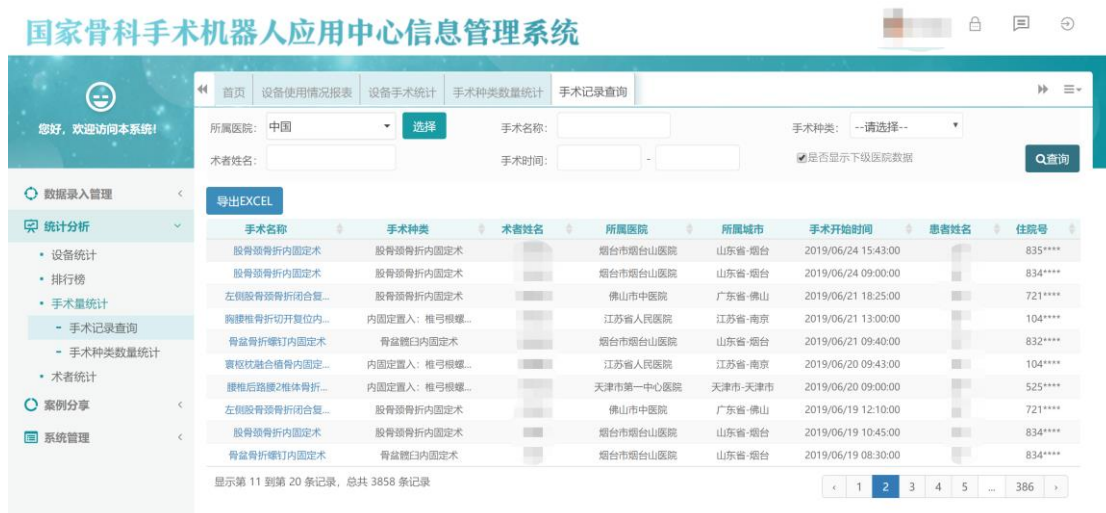 国家骨科手术机器人应用中心信息管理系统
首页 设备使用情况报表 设备手术统计 手术种类数量统计 手术记录查询
您好，欢迎访问本系统！
所属医院: 中国 选择 手术名称: 手术种类: --请选择--
术者姓名: 手术时间: - 是否显示下级医院数据 查询
数据录入管理
统计分析
设备统计
排行榜
手术量统计
手术记录查询
手术种类数量统计
术者统计
案例分享
系统管理
导出EXCEL
手术名称 手术种类 术者姓名 所属医院 所属城市 手术开始时间 患者姓名 住院号
股骨颈骨折内固定术 股骨颈骨折内固定术 烟台市烟台山医院 山东省-烟台 2019/06/24 15:43:00 835****
股骨颈骨折内固定术 股骨颈骨折内固定术 烟台市烟台山医院 山东省-烟台 2019/06/24 09:00:00 834****
左侧股骨颈骨折闭合复... 股骨颈骨折内固定术 佛山市中医院 广东省-佛山 2019/06/21 18:25:00 721****
胸腰椎骨折切开复位内... 内固定置入：椎弓根螺... 江苏省人民医院 江苏省-南京 2019/06/21 13:00:00 104****
骨盆骨折螺钉内固定术 骨盆髋臼内固定术 烟台市烟台山医院 山东省-烟台 2019/06/21 09:40:00 832****
寰枢枕融合植骨内固定... 内固定置入：椎弓根螺... 江苏省人民医院 江苏省-南京 2019/06/20 09:43:00 104****
腰椎后路腰2椎体骨折... 内固定置入：椎弓根螺... 天津市第一中心医院 天津市-天津市 2019/06/20 09:00:00 525****
左侧股骨颈骨折闭合复... 股骨颈骨折内固定术 佛山市中医院 广东省-佛山 2019/06/19 12:10:00 721****
股骨颈骨折内固定术 股骨颈骨折内固定术 烟台市烟台山医院 山东省-烟台 2019/06/19 10:45:00 834****
骨盆骨折螺钉内固定术 骨盆髋臼内固定术 烟台市烟台山医院 山东省-烟台 2019/06/19 08:30:00 834****
显示第 11 到第 20 条记录，总共 3858 条记录
‹ 1 2 3 4 5 ... 386 ›